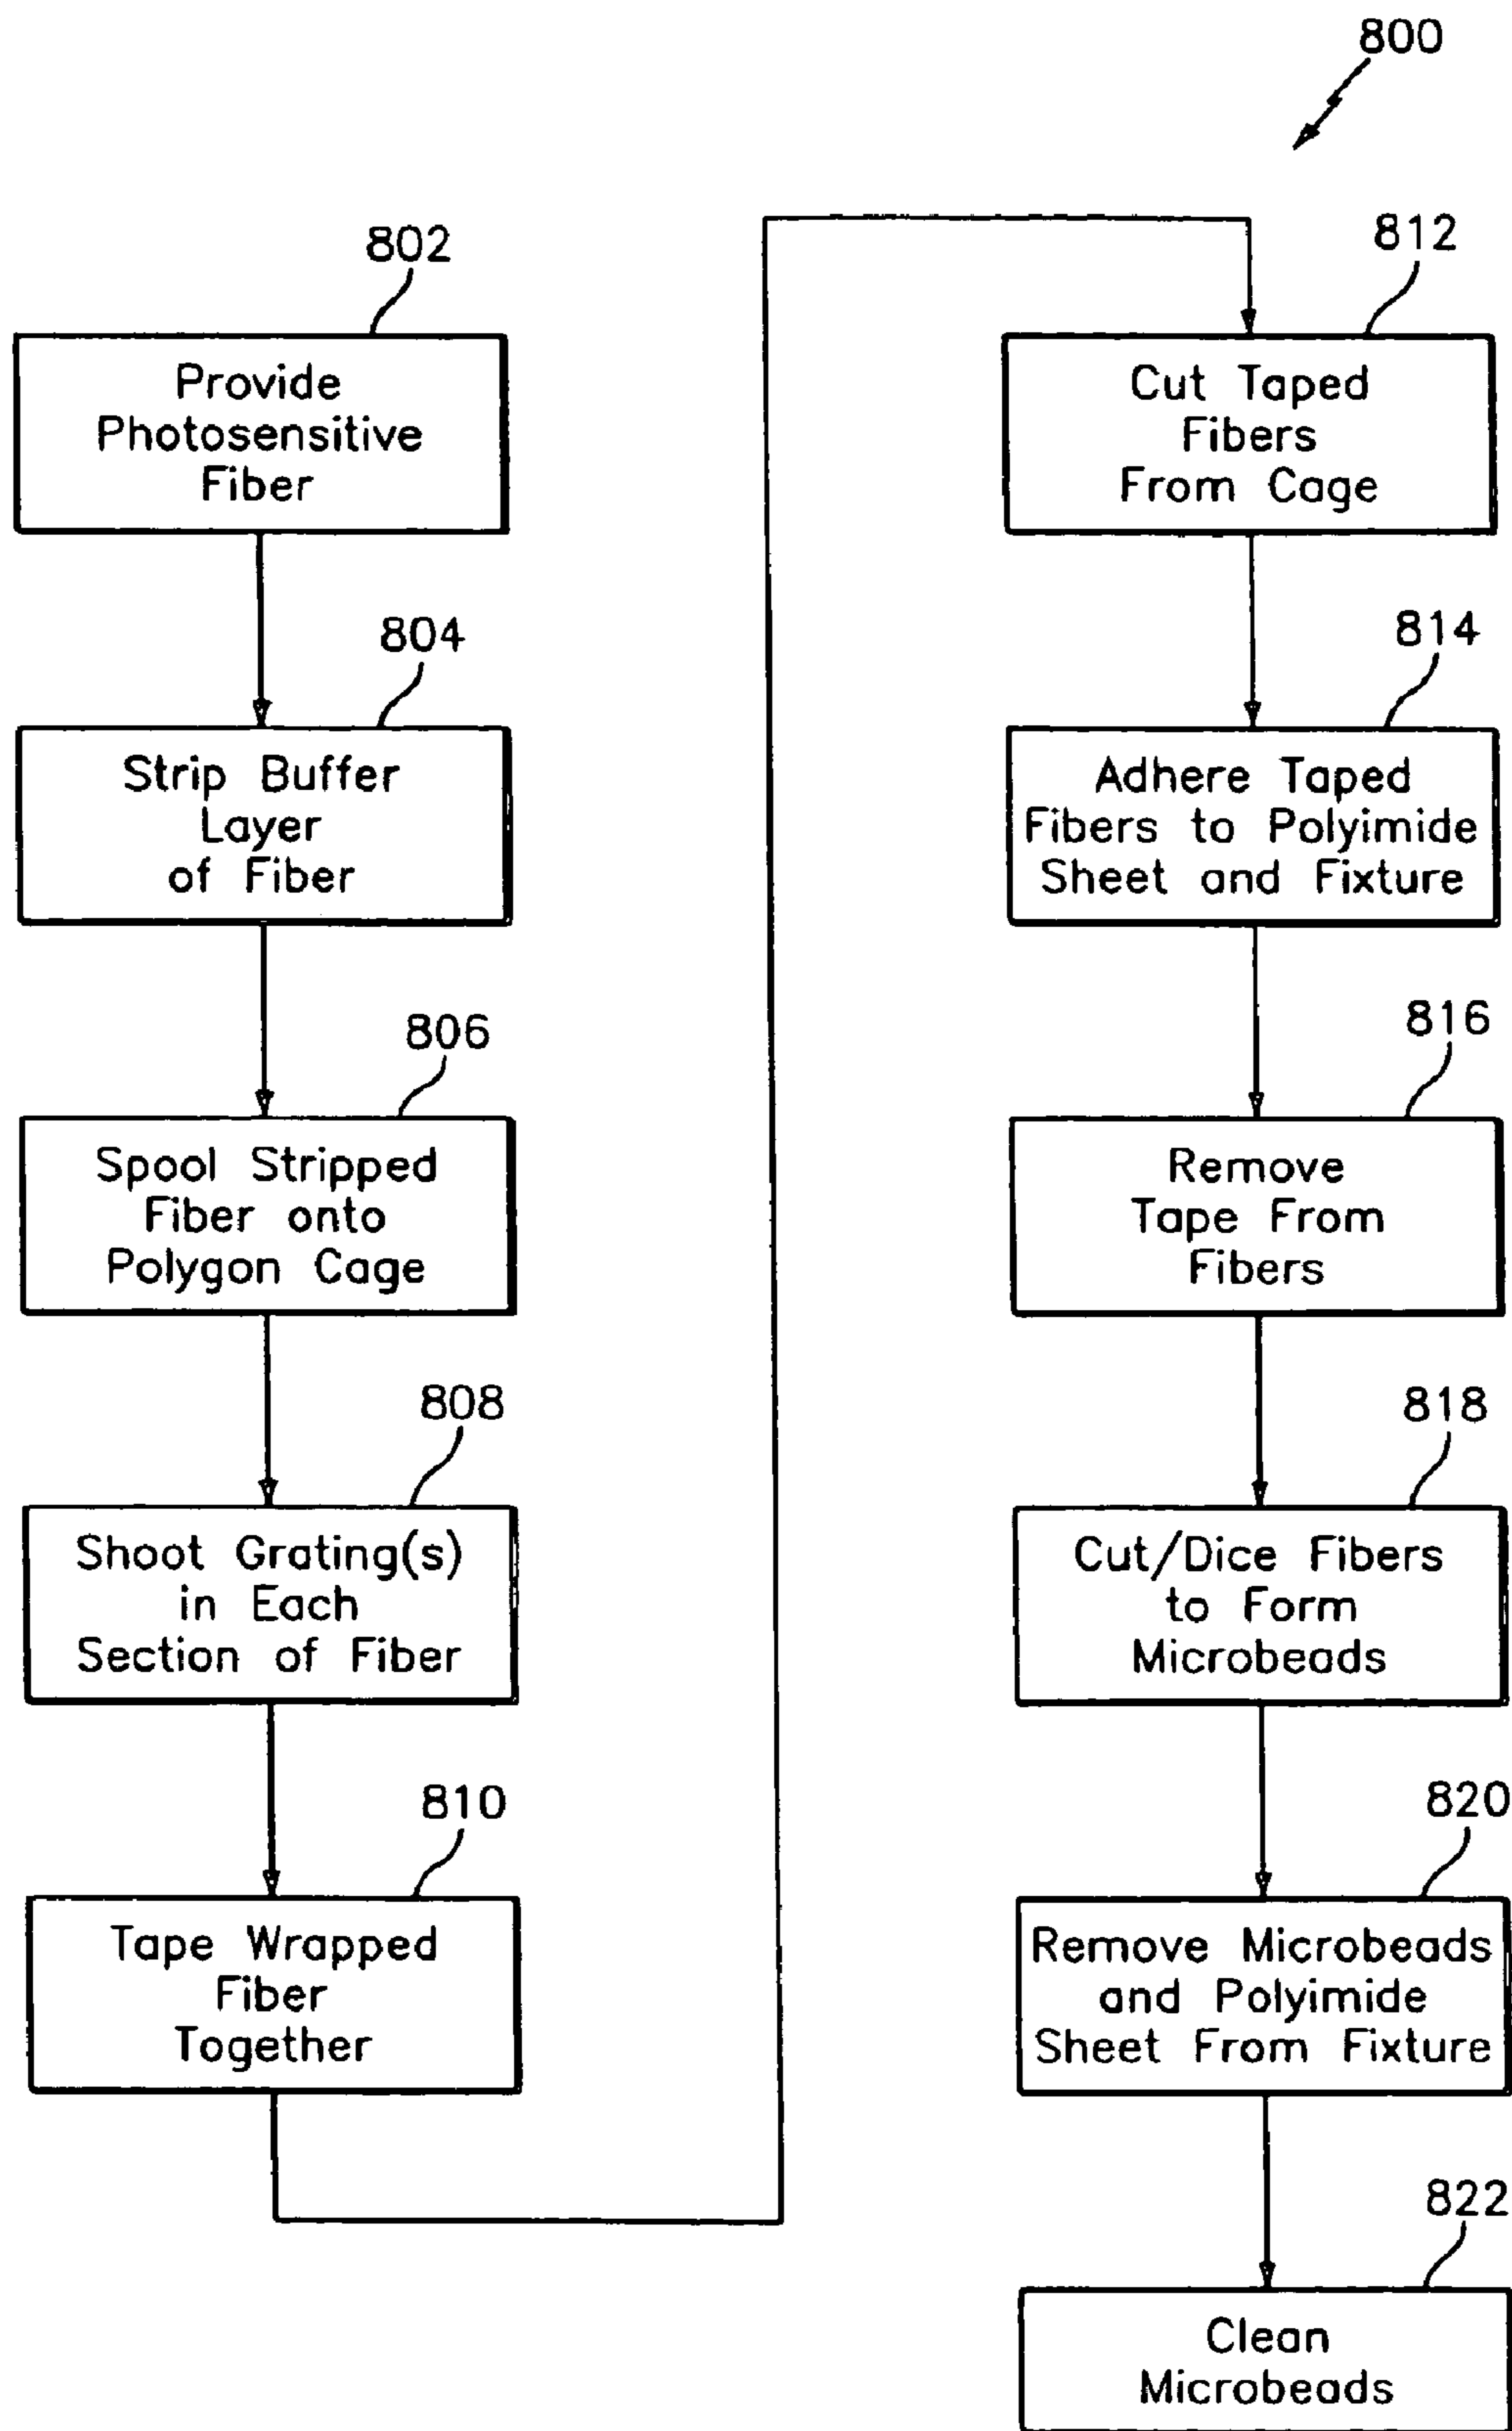 800
802
Provide
Photosensitive
Fiber
804
Strip Buffer
Layer
of Fiber
806
Spool Stripped
Fiber onto
Polygon Cage
808
Shoot Grating(s)
in Each
Section of Fiber
810
Tape Wrapped
Fiber
Together
812
Cut Taped
Fibers
From Cage
814
Adhere Taped
Fibers to Polyimide
Sheet and Fixture
816
Remove
Tape From
Fibers
818
Cut/Dice Fibers
to Form
Microbeads
820
Remove Microbeads
and Polyimide
Sheet From Fixture
822
Clean
Microbeads